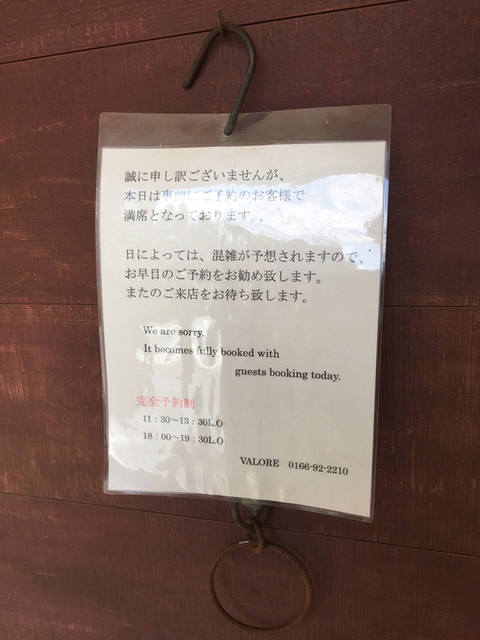 誠に申し訳ございませんが、
本日は事前にご予約のお客様で
満席となっております。
日によっては、混雑が予想されますので、
お早目のご予約をお勧め致します。
またのご来店をお待ち致します。
We are sorry.
It becomes fully booked with
guests booking today.
完全予約制
11：30～13：30L.O
18：00～19：30L.O
VALORE 0166-92-2210